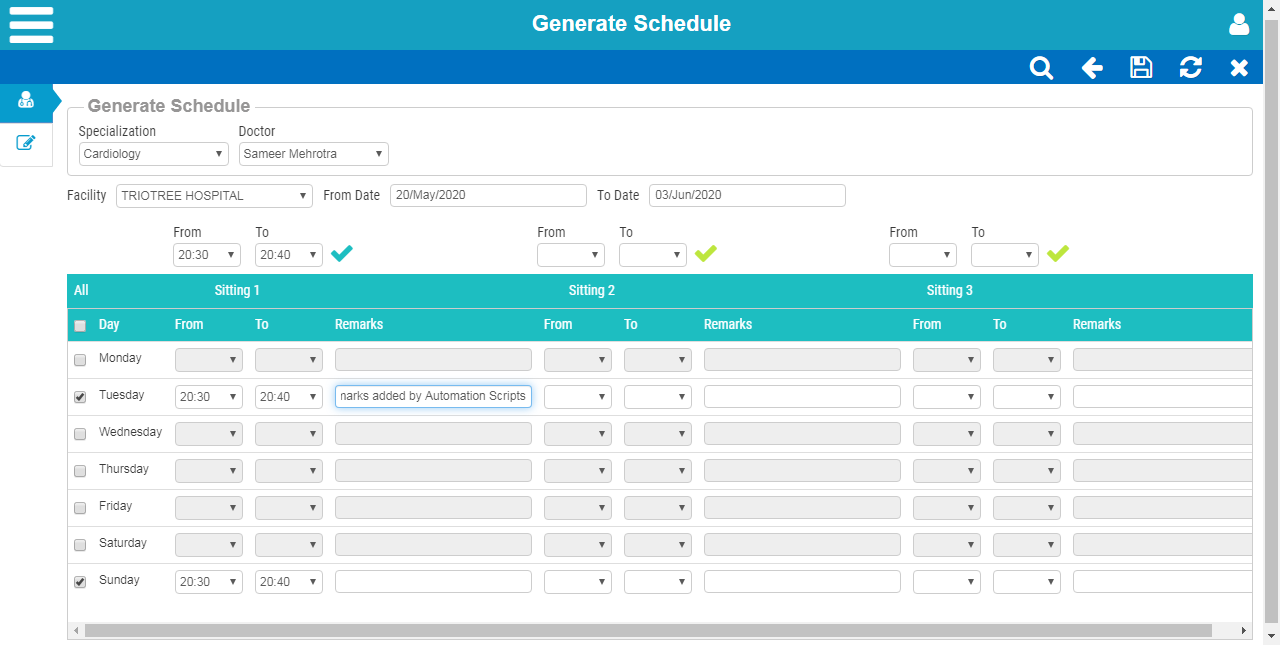 Generate Schedule
Generate Schedule
Specialization Doctor
Cardiology Sameer Mehrotra
Facility TRIOTREE HOSPITAL From Date 20/May/2020 To Date 03/Jun/2020
From To From To From To
20:30 20:40
All Sitting 1 Sitting 2 Sitting 3
Day From To Remarks From To Remarks From To Remarks
Monday
Tuesday 20:30 20:40 narks added by Automation Scripts
Wednesday
Thursday
Friday
Saturday
Sunday 20:30 20:40